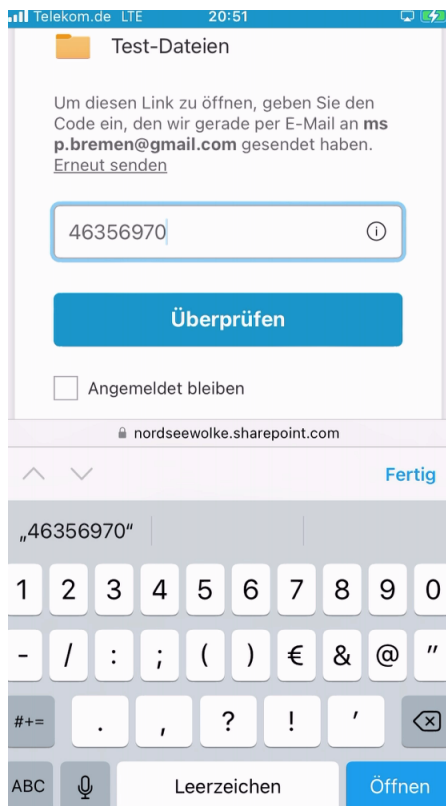 Telekom.de LTE 20:51
Test-Dateien
Um diesen Link zu öffnen, geben Sie den
Code ein, den wir gerade per E-Mail an ms
p.bremen@gmail.com gesendet haben.
Erneut senden
46356970
Überprüfen
Angemeldet bleiben
nordseewolke.sharepoint.com
Fertig
„46356970“
1 2 3 4 5 6 7 8 9 0
- / : ; ( ) € & @ "
#+= . , ? ! '
ABC Leerzeichen Öffnen